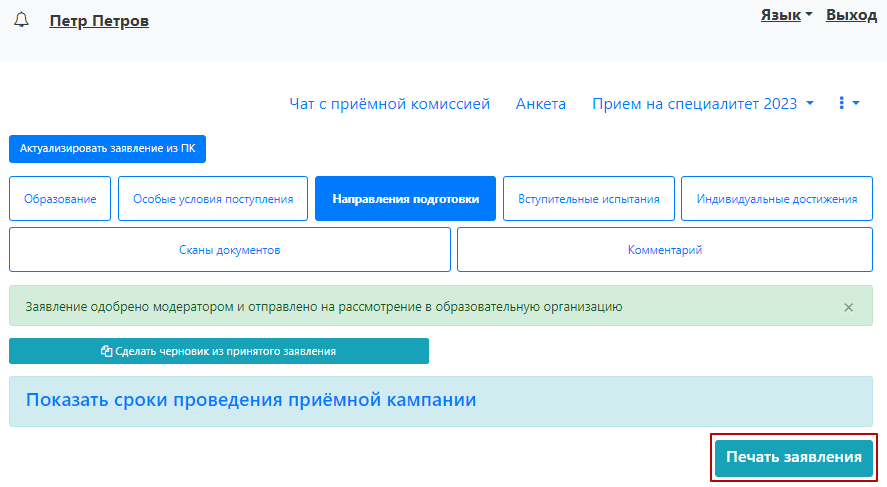 Петр Петров
Язык
Выход
Чат с приёмной комиссией
Анкета
Прием на специалитет 2023
Актуализировать заявление из ПК
Образование
Особые условия поступления
Направления подготовки
Вступительные испытания
Индивидуальные достижения
Сканы документов
Комментарий
Заявление одобрено модератором и отправлено на рассмотрение в образовательную организацию
Сделать черновик из принятого заявления
Показать сроки проведения приёмной кампании
Печать заявления